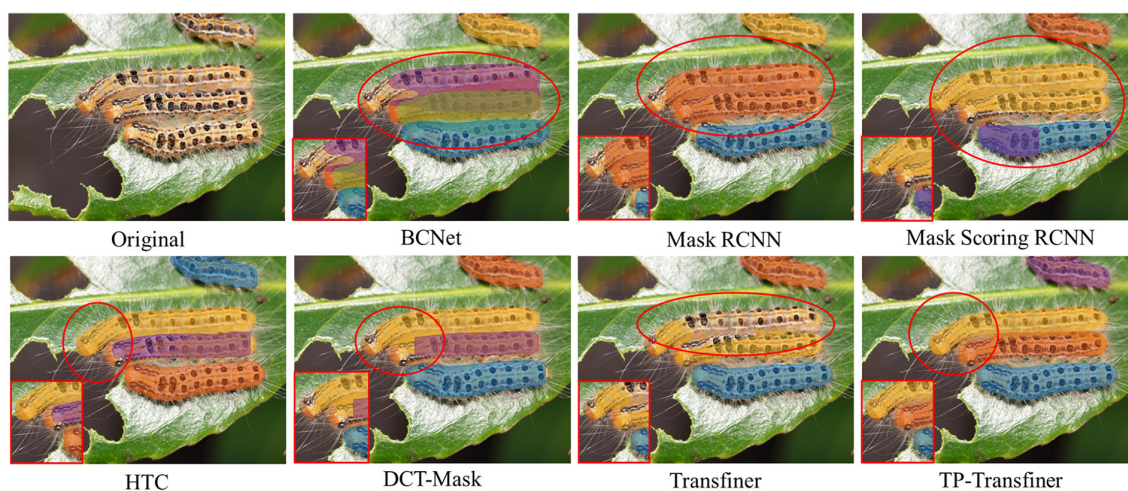 Original
BCNet
Mask RCNN
Mask Scoring RCNN
HTC
DCT-Mask
Transfiner
TP-Transfiner